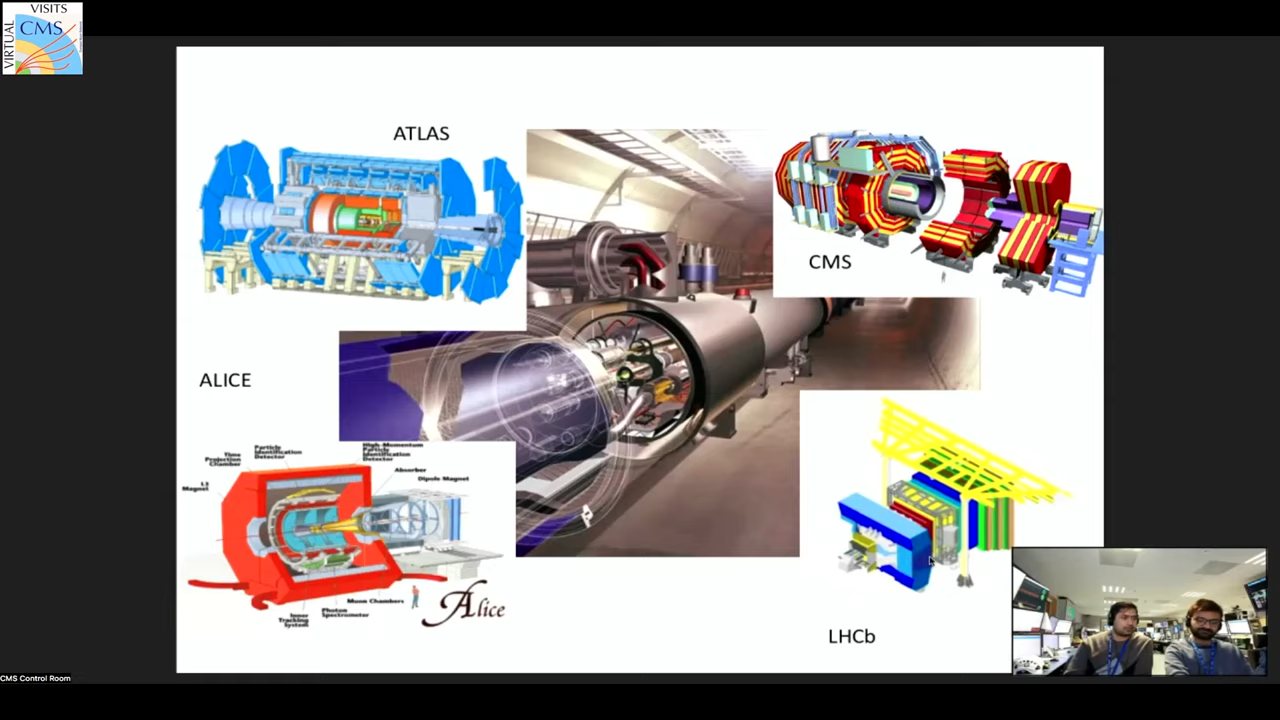 VISITS
CMS
VIRTUAL
ATLAS
CMS
ALICE
LHCb
Time
Projection
Chamber
Particle
Identification
Detector
High-Momentum
Particle
Identification
Detector
Absorber
Dipole Magnet
L3
Magnet
Inner
Tracking
System
Photon
Spectrometer
Muon Chambers
Alice
CMS Control Room